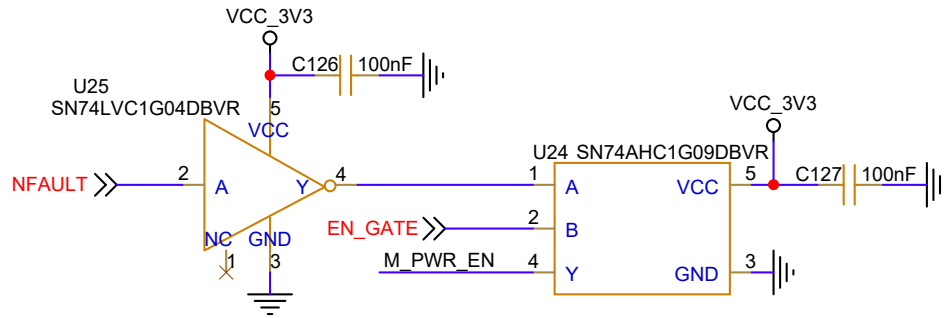 VCC_3V3
C126 100nF
U25
SN74LVC1G04DBVR
5
VCC
VCC_3V3
U24 SN74AHC1G09DBVR
NFAULT 2 A Y 4
1 A VCC 5 C127 100nF
EN_GATE 2 B
NC GND
1 3
M_PWR_EN 4 Y GND 3